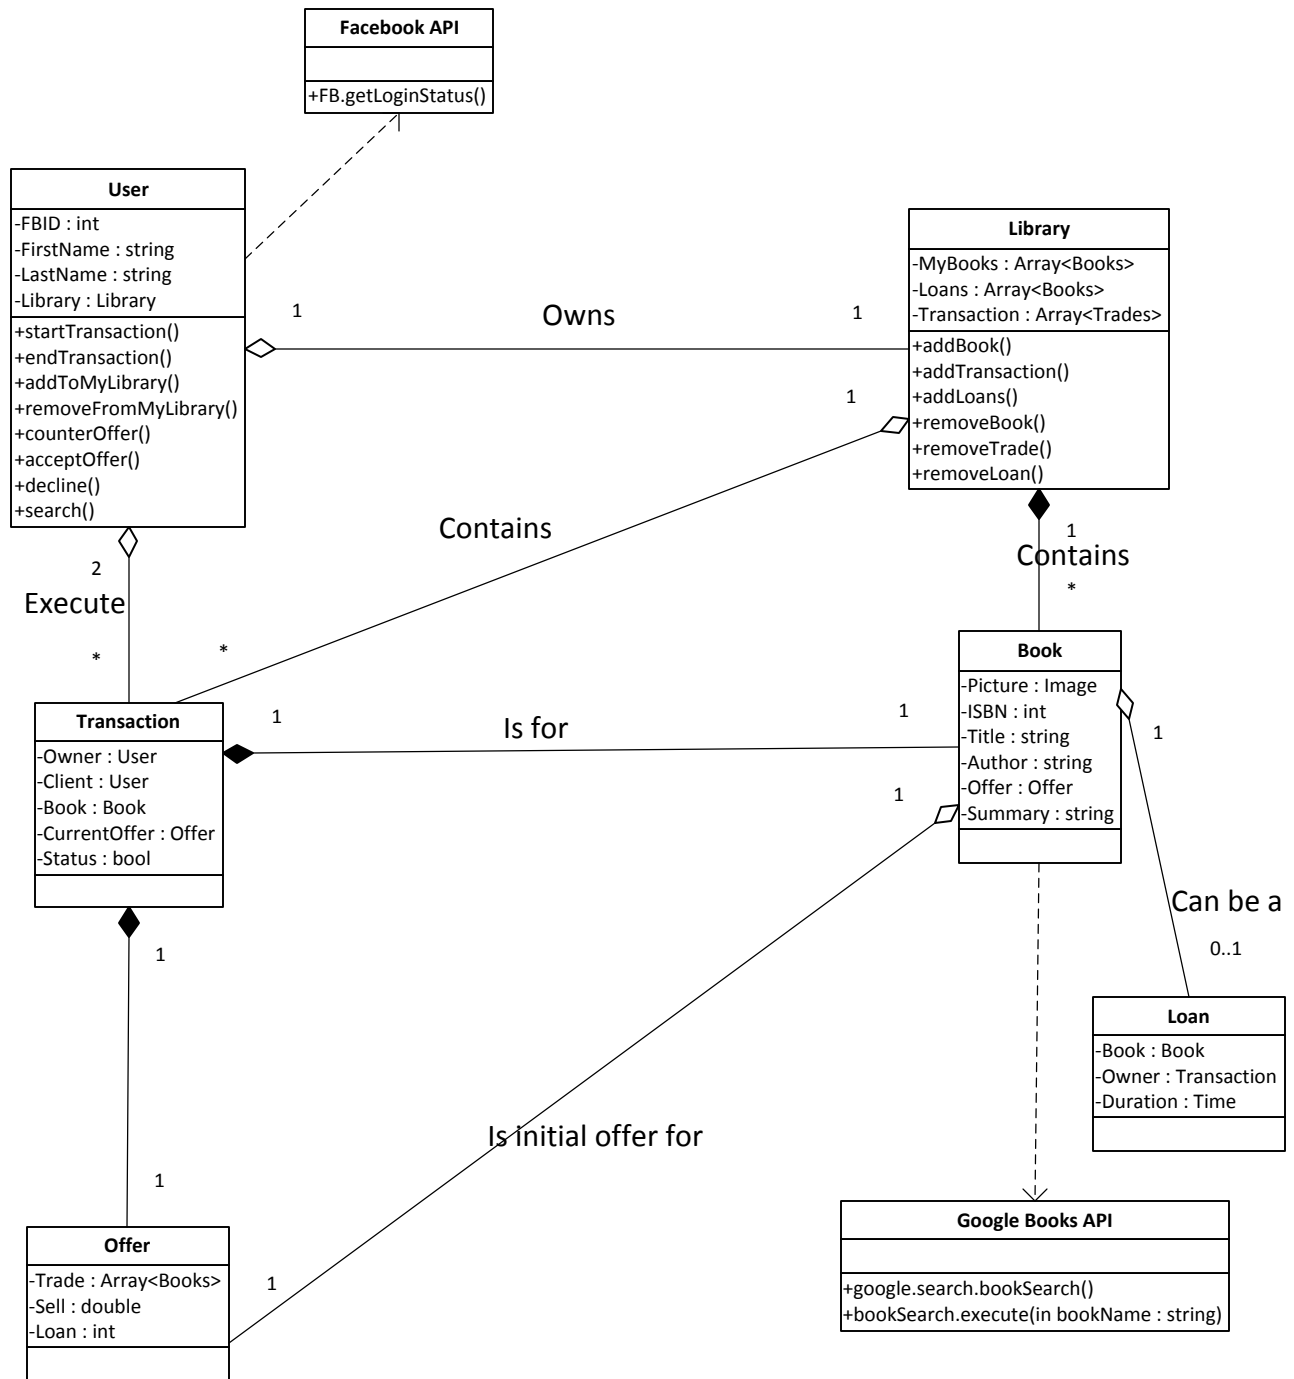 Facebook API
+FB.getLoginStatus()
User
-FBID : int
-FirstName : string
-LastName : string
-Library : Library
+startTransaction()
+endTransaction()
+addToMyLibrary()
+removeFromMyLibrary()
+counterOffer()
+acceptOffer()
+decline()
+search()
1
Owns
1
Library
-MyBooks : Array<Books>
-Loans : Array<Books>
-Transaction : Array<Trades>
+addBook()
+addTransaction()
+addLoans()
+removeBook()
+removeTrade()
+removeLoan()
1
Contains
*
2
Execute
*
1
Contains
*
Transaction
-Owner : User
-Client : User
-Book : Book
-CurrentOffer : Offer
-Status : bool
1
Is for
1
Book
-Picture : Image
-ISBN : int
-Title : string
-Author : string
-Offer : Offer
-Summary : string
1
1
Can be a
0..1
Loan
-Book : Book
-Owner : Transaction
-Duration : Time
1
1
Is initial offer for
1
Offer
-Trade : Array<Books>
-Sell : double
-Loan : int
Google Books API
+google.search.bookSearch()
+bookSearch.execute(in bookName : string)